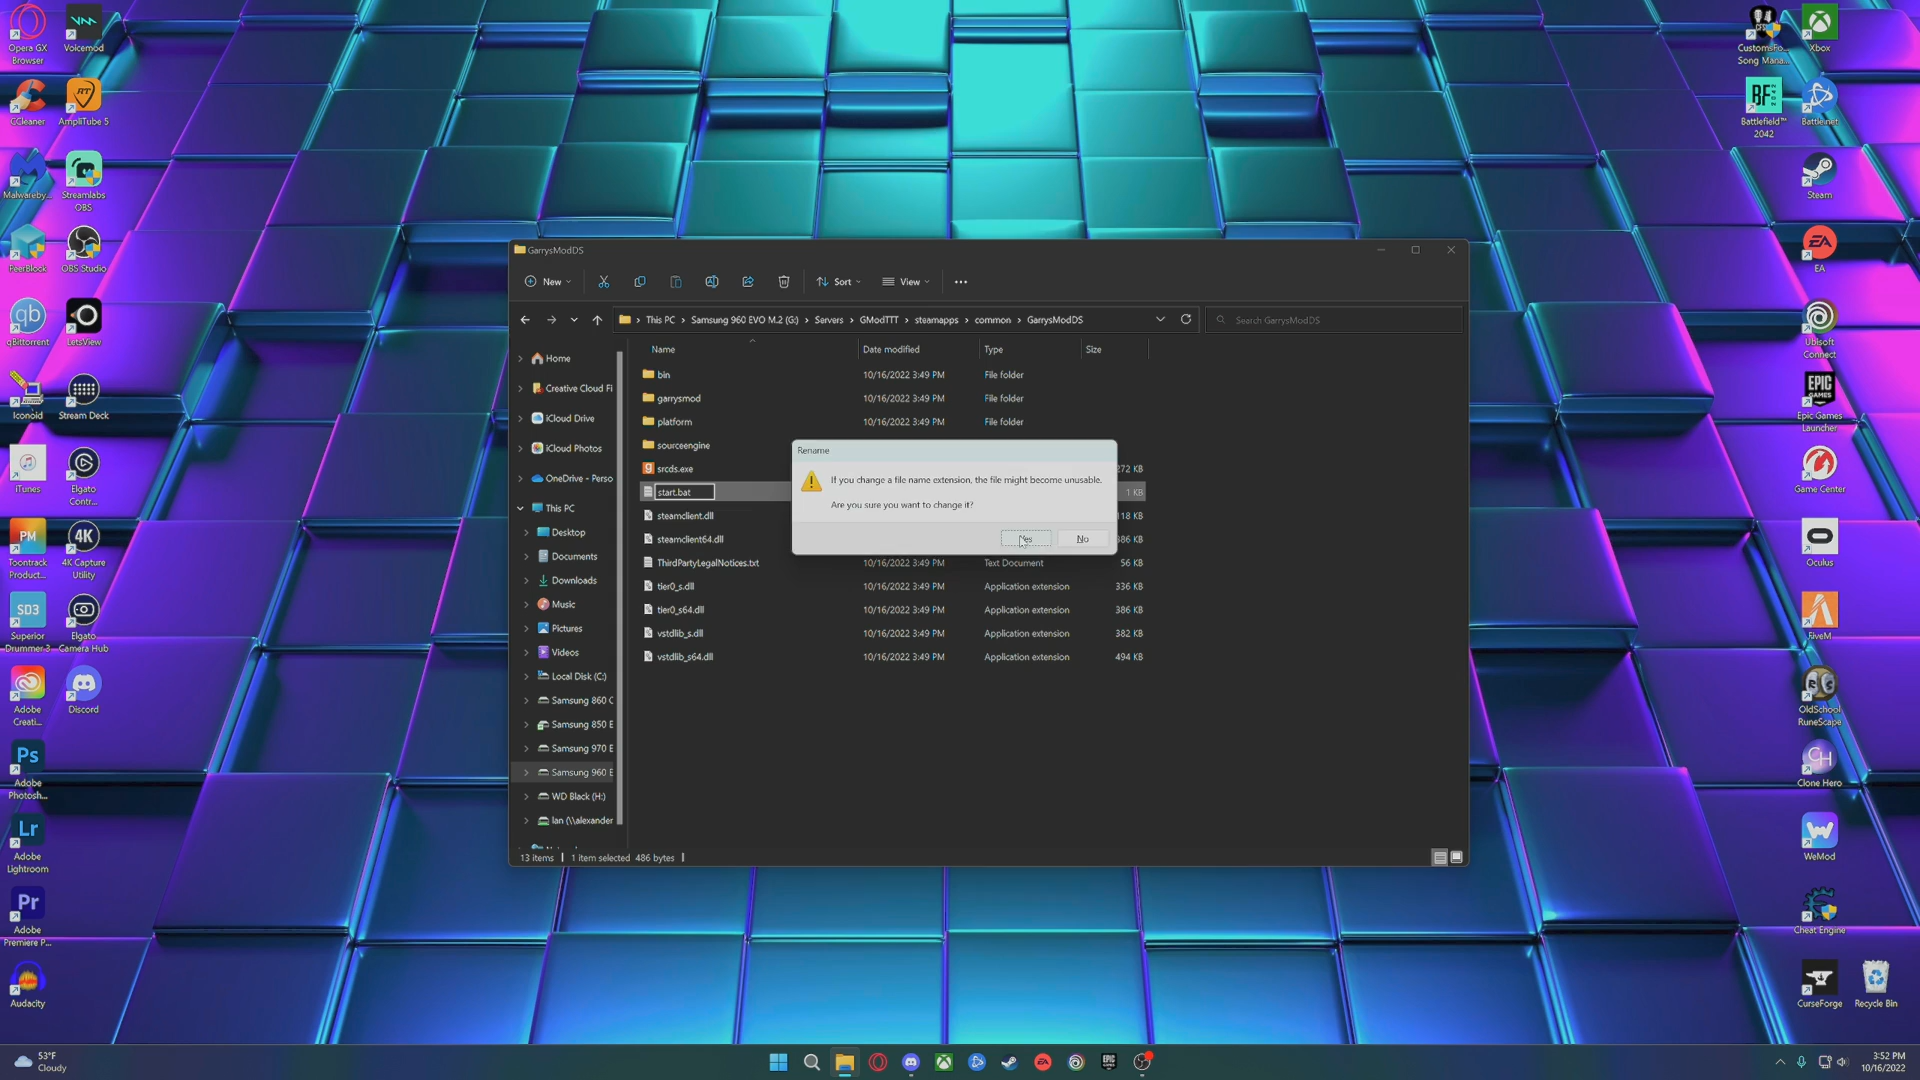 Opera GX
Browser
Voicemod
CCleaner
AmpliTube 5
Malwareby...
Streamlabs
OBS
PeerBlock
OBS Studio
qBittorrent
LetsView
Iconoid
Stream Deck
iTunes
Elgato
Contr...
Toontrack
Product...
4K Capture
Utility
Superior
Drummer 3
Elgato
Camera Hub
Adobe
Creati...
Discord
Adobe
Photosh...
Adobe
Lightroom
Adobe
Premiere P...
Audacity
CustomsFo...
Song Mana...
Xbox
Battlefield™
2042
Battle.net
Steam
EA
Ubisoft
Connect
Epic Games
Launcher
Game Center
Oculus
FiveM
OldSchool
RuneScape
Clone Hero
WeMod
Cheat Engine
CurseForge
Recycle Bin
GarrysModDS
New
Sort
View
This PC > Samsung 960 EVO M.2 (G:) > Servers > GModTTT > steamapps > common > GarrysModDS
Search GarrysModDS
Name Date modified Type Size
Home
Creative Cloud Fi
iCloud Drive
iCloud Photos
OneDrive - Perso
This PC
Desktop
Documents
Downloads
Music
Pictures
Videos
Local Disk (C:)
Samsung 860 C
Samsung 850 E
Samsung 970 E
Samsung 960 E
WD Black (H:)
Ian (\\alexander
bin 10/16/2022 3:49 PM File folder
garrysmod 10/16/2022 3:49 PM File folder
platform 10/16/2022 3:49 PM File folder
sourceengine
srcds.exe 272 KB
start.bat 1 KB
steamclient.dll 118 KB
steamclient64.dll 386 KB
ThirdPartyLegalNotices.txt 10/16/2022 3:49 PM Text Document 56 KB
tier0_s.dll 10/16/2022 3:49 PM Application extension 336 KB
tier0_s64.dll 10/16/2022 3:49 PM Application extension 386 KB
vstdlib_s.dll 10/16/2022 3:49 PM Application extension 382 KB
vstdlib_s64.dll 10/16/2022 3:49 PM Application extension 494 KB
Rename
If you change a file name extension, the file might become unusable.
Are you sure you want to change it?
Yes No
13 items 1 item selected 486 bytes
53°F
Cloudy
3:52 PM
10/16/2022